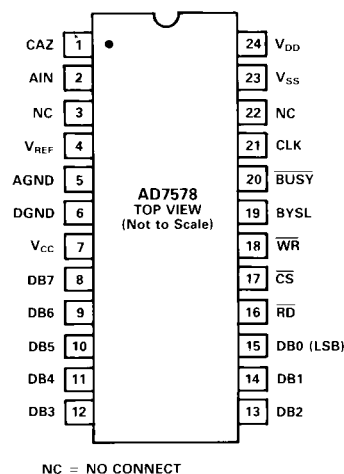 CAZ 1 24 VDD
AIN 2 23 VSS
NC 3 22 NC
VREF 4 21 CLK
AGND 5 20 BUSY
DGND 6 AD7578 19 BYSL
TOP VIEW
(Not to Scale)
VCC 7 18 WR
DB7 8 17 CS
DB6 9 16 RD
DB5 10 15 DB0 (LSB)
DB4 11 14 DB1
DB3 12 13 DB2
NC = NO CONNECT